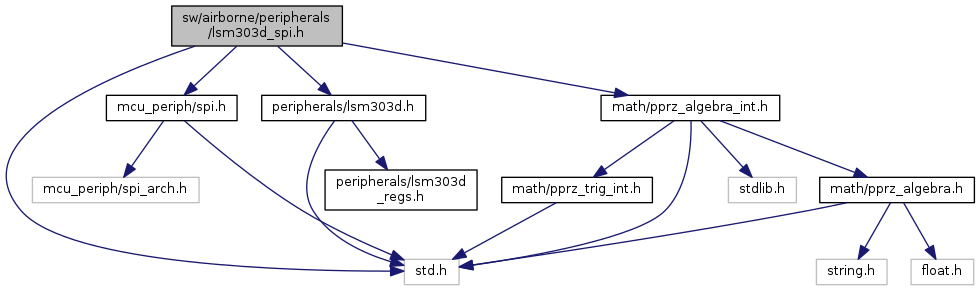 sw/airborne/peripherals
/lsm303d_spi.h
mcu_periph/spi.h
peripherals/lsm303d.h
math/pprz_algebra_int.h
mcu_periph/spi_arch.h
peripherals/lsm303d
_regs.h
math/pprz_trig_int.h
stdlib.h
math/pprz_algebra.h
std.h
string.h
float.h